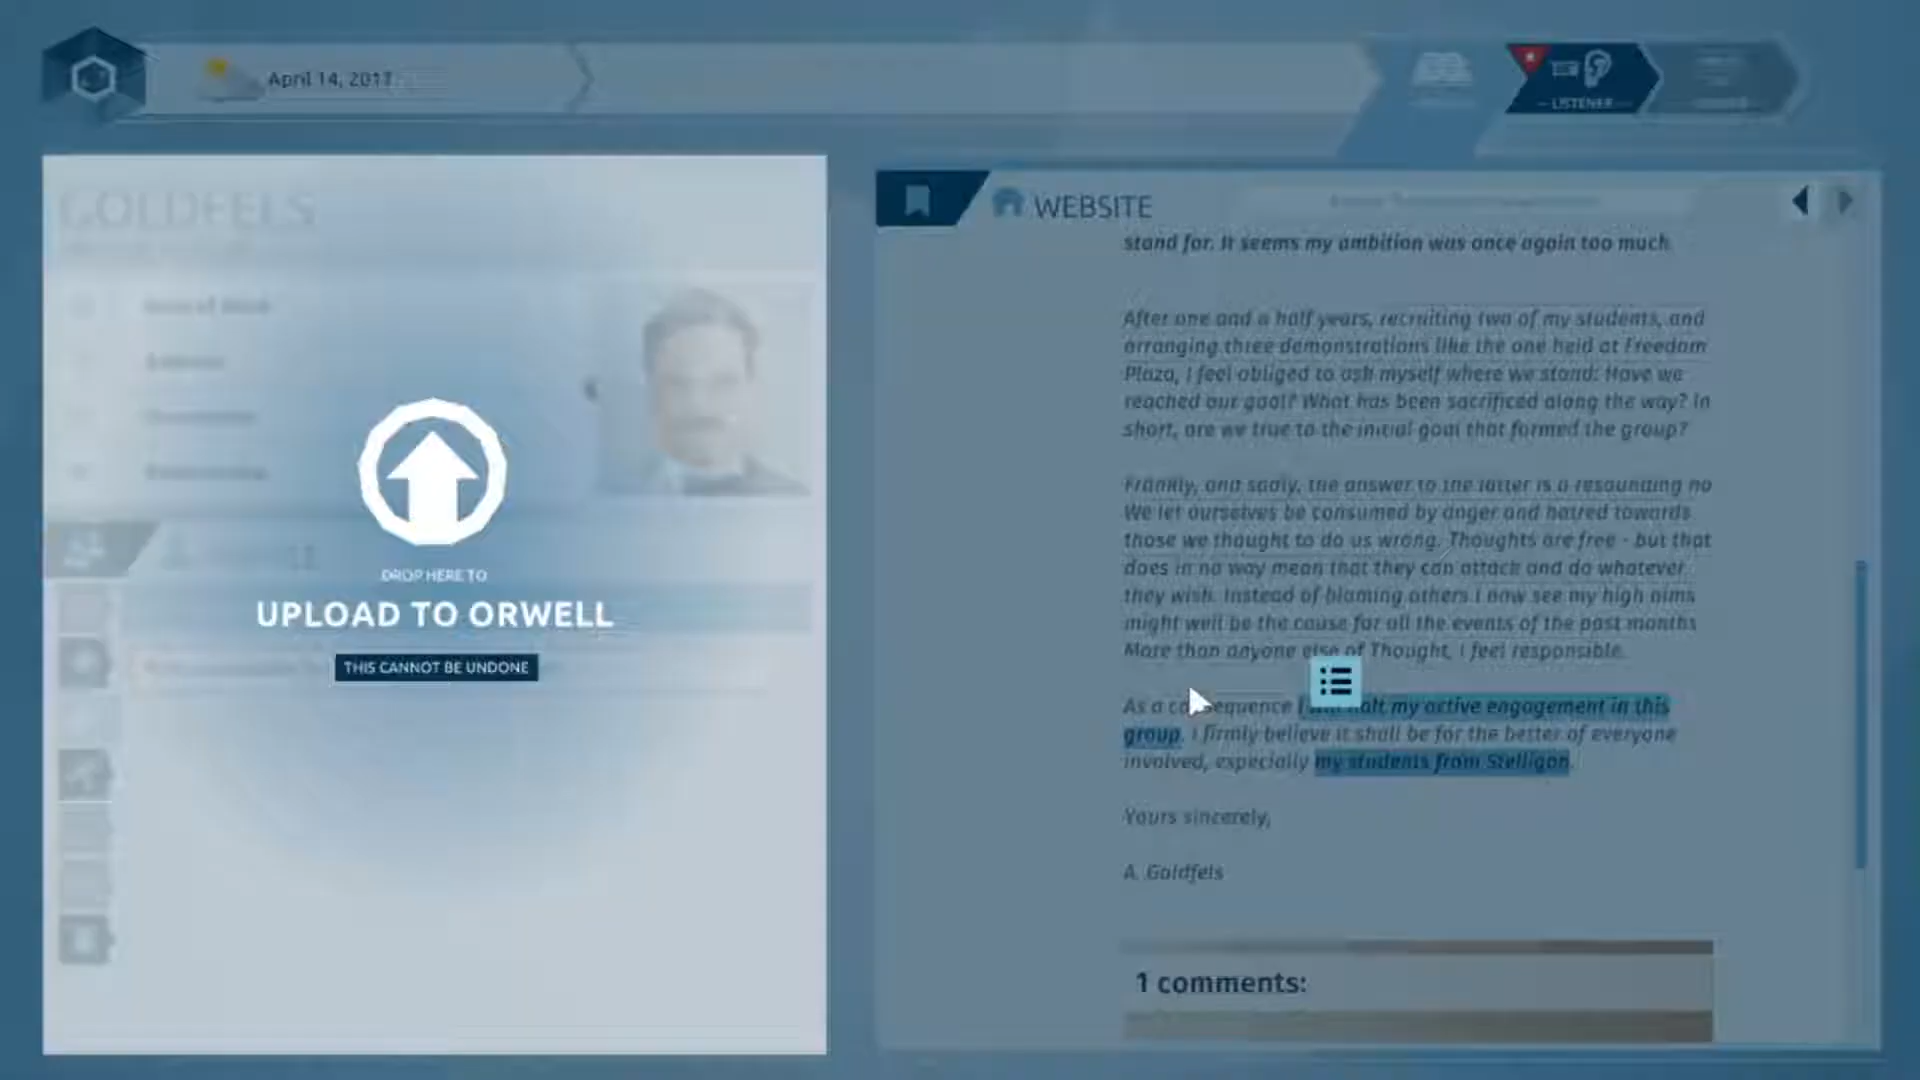 April 14, 2017
LISTENER
GOLDFELS
WEBSITE
stand for. It seems my ambition was once again too much
After one and a half years, recruiting two of my students, and
arranging three demonstrations like the one held at Freedom
Plaza, I feel obliged to ask myself where we stand: Have we
reached our goal? What has been sacrificed along the way? In
short, are we true to the initial goal that formed the group?
Frankly, and sadly, the answer to the latter is a resounding no
We let ourselves be consumed by anger and hatred towards
those we thought to do us wrong. Thoughts are free - but that
does in no way mean that they can attack and do whatever
they wish. Instead of blaming others I now see my high aims
might well be the cause for all the events of the past months
More than anyone else of Thought, I feel responsible.
As a consequence I will halt my active engagement in this
group. I firmly believe it shall be for the better of everyone
involved, especially my students from Stelligan.
Yours sincerely,
A. Goldfels
1 comments:
DROP HERE TO
UPLOAD TO ORWELL
THIS CANNOT BE UNDONE